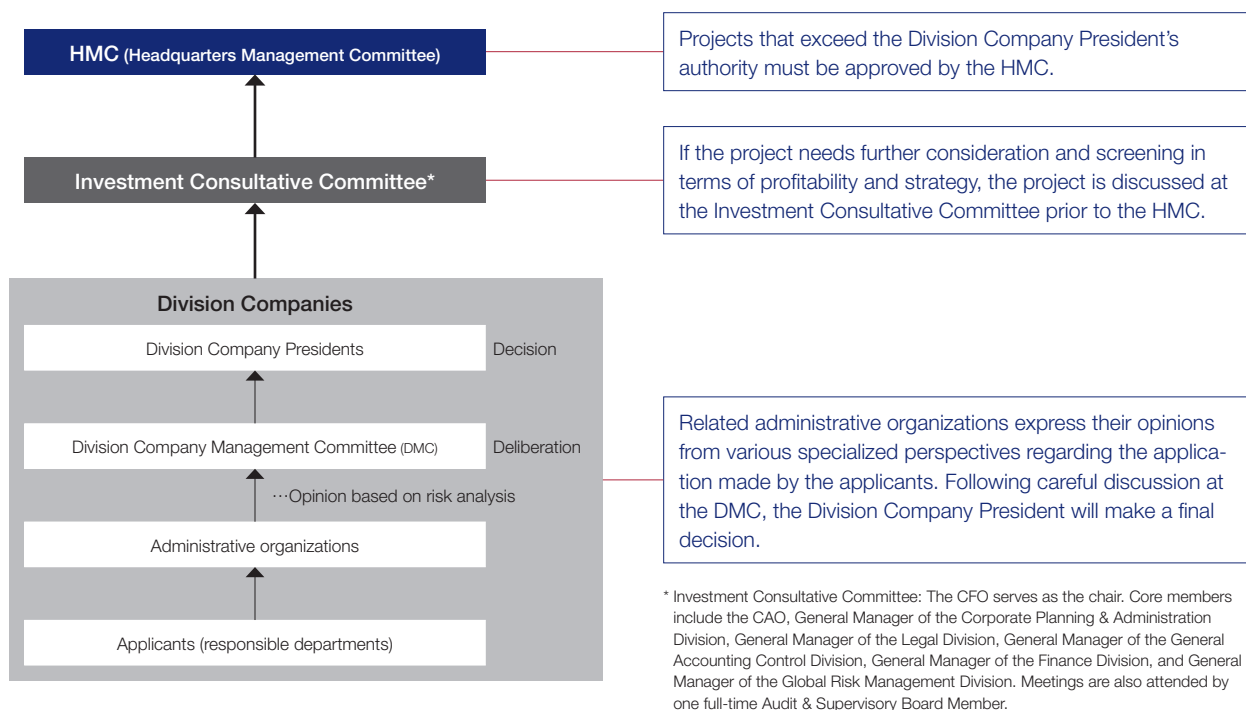 HMC (Headquarters Management Committee)
Projects that exceed the Division Company President’s
authority must be approved by the HMC.
Investment Consultative Committee*
If the project needs further consideration and screening in
terms of profitability and strategy, the project is discussed at
the Investment Consultative Committee prior to the HMC.
Division Companies
Division Company Presidents
Decision
Division Company Management Committee (DMC)
Deliberation
…Opinion based on risk analysis
Administrative organizations
Applicants (responsible departments)
Related administrative organizations express their opinions
from various specialized perspectives regarding the applica-
tion made by the applicants. Following careful discussion at
the DMC, the Division Company President will make a final
decision.
* Investment Consultative Committee: The CFO serves as the chair. Core members
include the CAO, General Manager of the Corporate Planning & Administration
Division, General Manager of the Legal Division, General Manager of the General
Accounting Control Division, General Manager of the Finance Division, and General
Manager of the Global Risk Management Division. Meetings are also attended by
one full-time Audit & Supervisory Board Member.